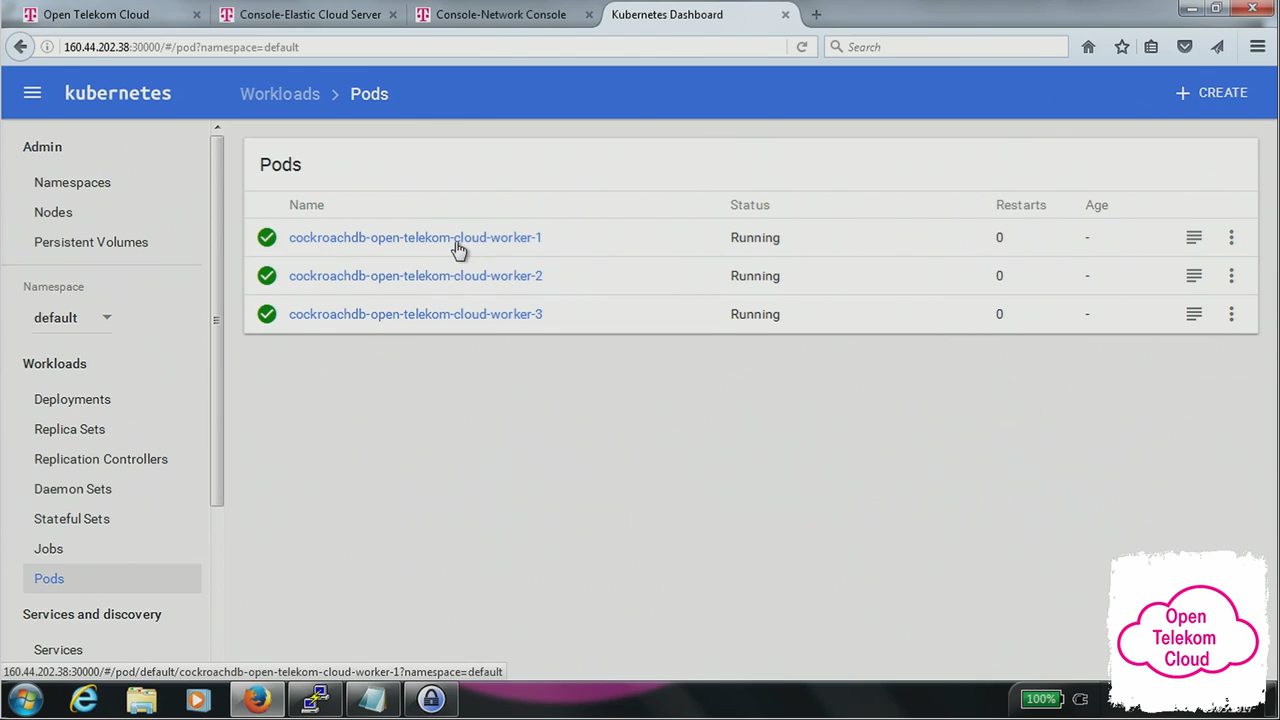 Open Telekom Cloud
Console-Elastic Cloud Server
Console-Network Console
Kubernetes Dashboard
160.44.202.38:30000/#/pod?namespace=default
Search
kubernetes
Workloads > Pods
+ CREATE
Admin
Namespaces
Nodes
Persistent Volumes
Namespace
default
Workloads
Deployments
Replica Sets
Replication Controllers
Daemon Sets
Stateful Sets
Jobs
Pods
Services and discovery
Services
Pods
Name Status Restarts Age
cockroachdb-open-telekom-cloud-worker-1 Running 0 -
cockroachdb-open-telekom-cloud-worker-2 Running 0 -
cockroachdb-open-telekom-cloud-worker-3 Running 0 -
160.44.202.38:30000/#/pod/default/cockroachdb-open-telekom-cloud-worker-1?namespace=default
100%
Open
Telekom
Cloud